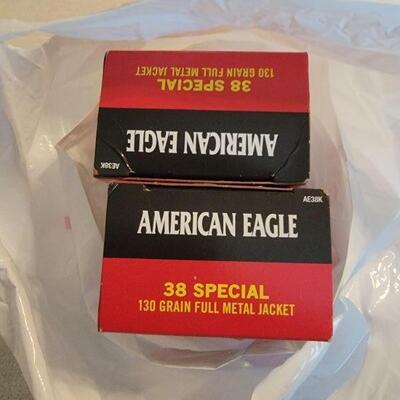 38 SPECIAL
130 GRAIN FULL METAL JACKET
AMERICAN EAGLE
AE38K
AE38K
AMERICAN EAGLE
38 SPECIAL
130 GRAIN FULL METAL JACKET